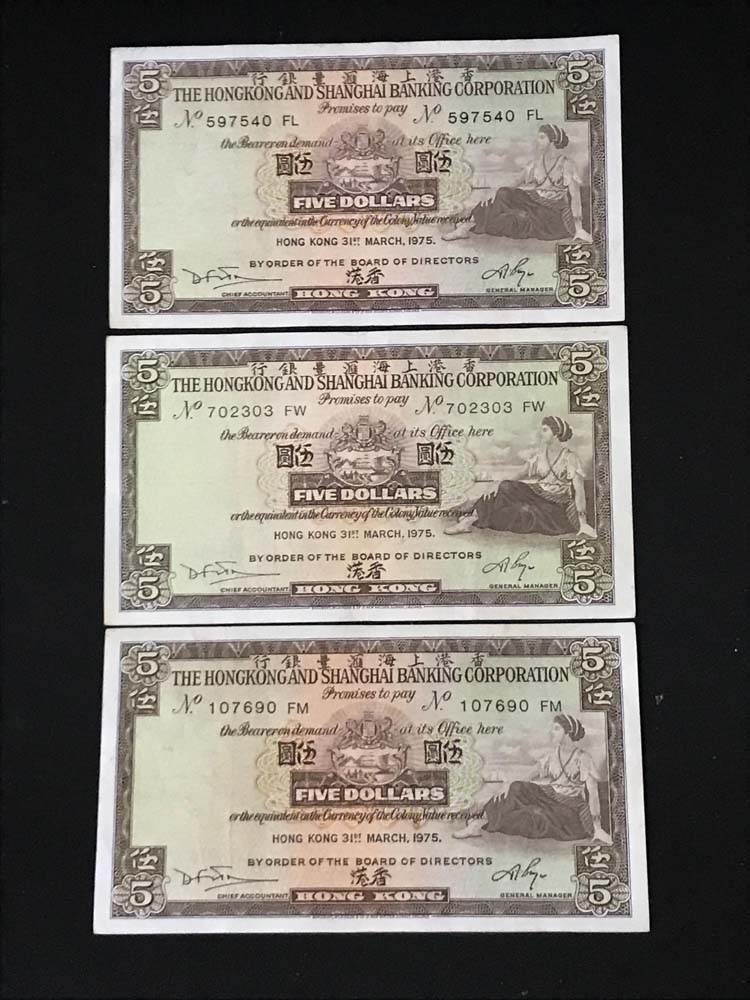 行銀豐滙海上港香
THE HONGKONG AND SHANGHAI BANKING CORPORATION
5 Promises to pay 5
伍 Nº 597540 FL Nº 597540 FL 伍
the Bearer on demand at its Office here
圓伍 圓伍
FIVE DOLLARS
or the equivalent in the Currency of the Colony Value received
HONG KONG 31ST MARCH, 1975.
BY ORDER OF THE BOARD OF DIRECTORS
伍 港香 伍
5 CHIEF ACCOUNTANT HONG KONG GENERAL MANAGER 5
行銀豐滙海上港香
THE HONGKONG AND SHANGHAI BANKING CORPORATION
5 Promises to pay 5
伍 Nº 702303 FW Nº 702303 FW 伍
the Bearer on demand at its Office here
圓伍 圓伍
FIVE DOLLARS
or the equivalent in the Currency of the Colony Value received
HONG KONG 31ST MARCH, 1975.
BY ORDER OF THE BOARD OF DIRECTORS
伍 港香 伍
5 CHIEF ACCOUNTANT HONG KONG GENERAL MANAGER 5
行銀豐滙海上港香
THE HONGKONG AND SHANGHAI BANKING CORPORATION
5 Promises to pay 5
伍 Nº 107690 FM Nº 107690 FM 伍
the Bearer on demand at its Office here
圓伍 圓伍
FIVE DOLLARS
or the equivalent in the Currency of the Colony Value received
HONG KONG 31ST MARCH, 1975.
BY ORDER OF THE BOARD OF DIRECTORS
伍 港香 伍
5 CHIEF ACCOUNTANT HONG KONG GENERAL MANAGER 5